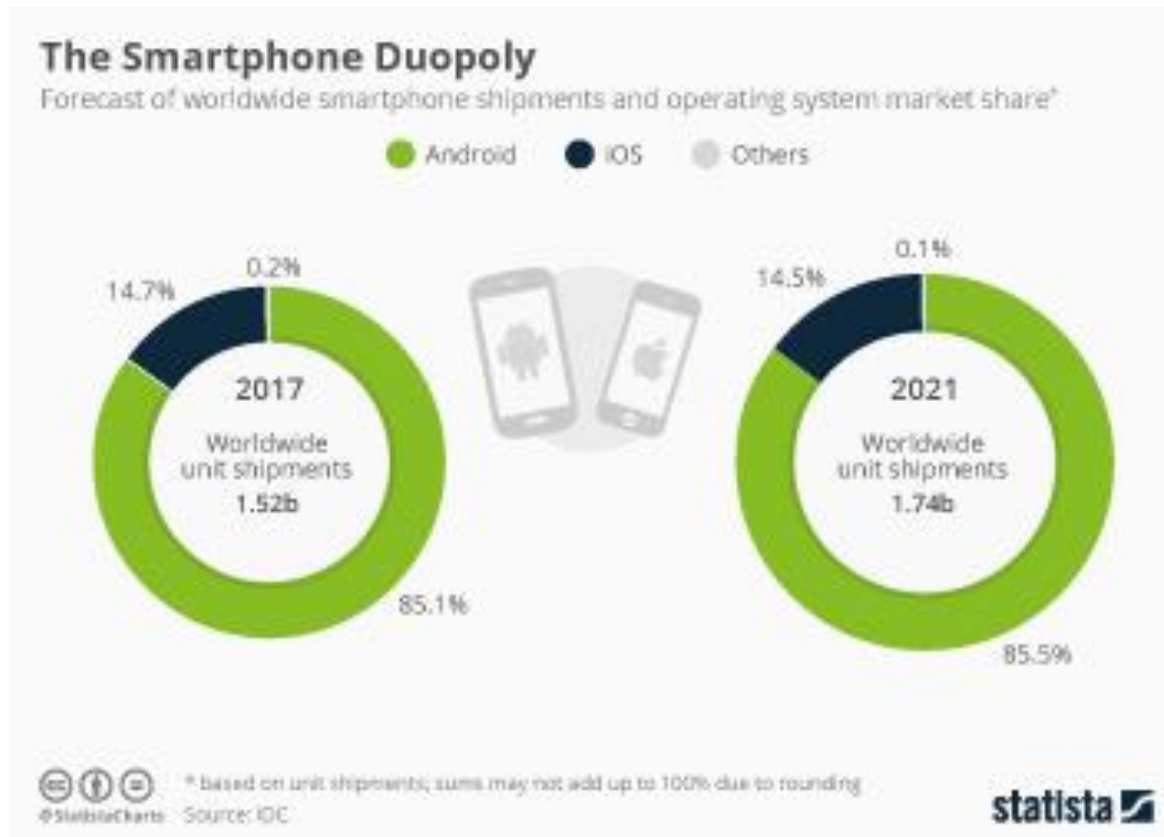 The Smartphone Duopoly
Forecast of worldwide smartphone shipments and operating system market share*
Android
iOS
Others
0.2%
14.7%
2017
Worldwide
unit shipments
1.52b
85.1%
0.1%
14.5%
2021
Worldwide
unit shipments
1.74b
85.5%
* based on unit shipments; sums may not add up to 100% due to rounding
@StatistaCharts
Source: IDC
statista